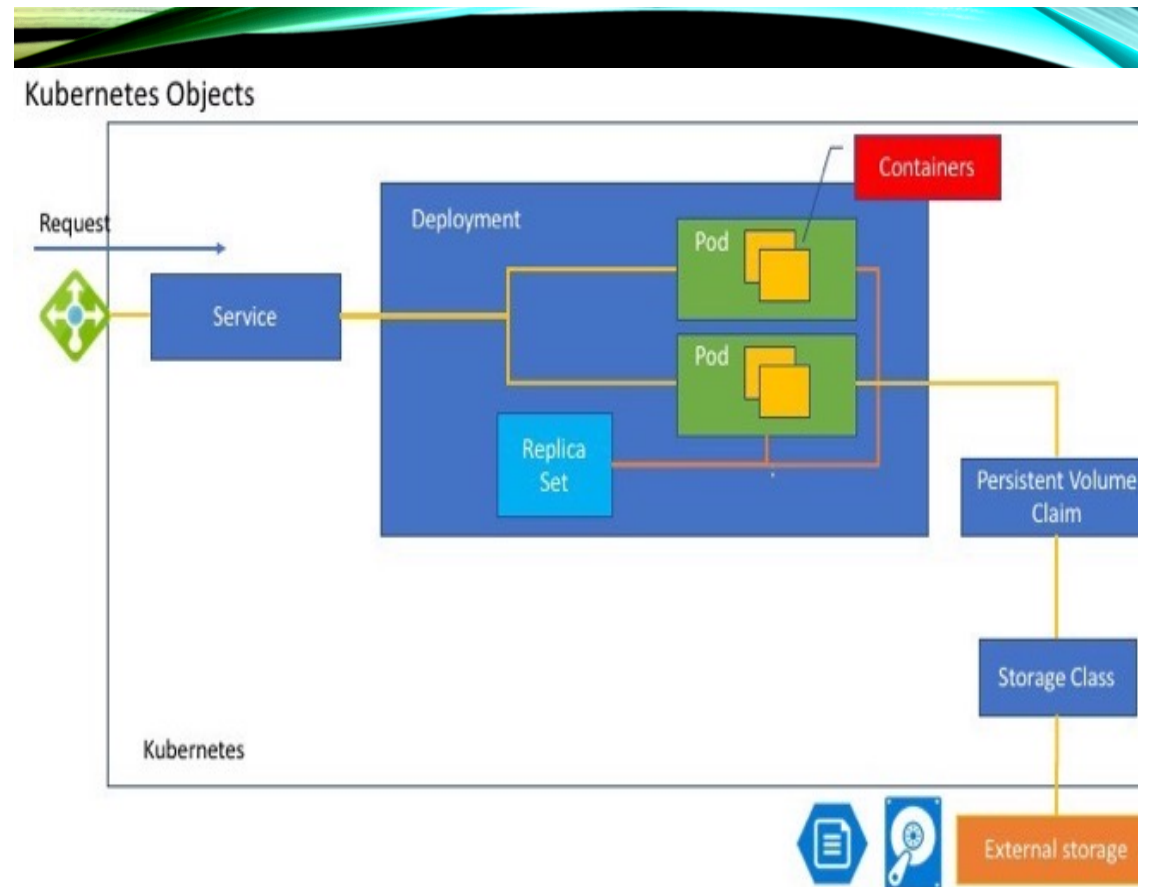 Kubernetes Objects
Containers
Request
Deployment
Pod
Service
Pod
Replica
Set
Persistent Volume
Claim
Storage Class
Kubernetes
External storage